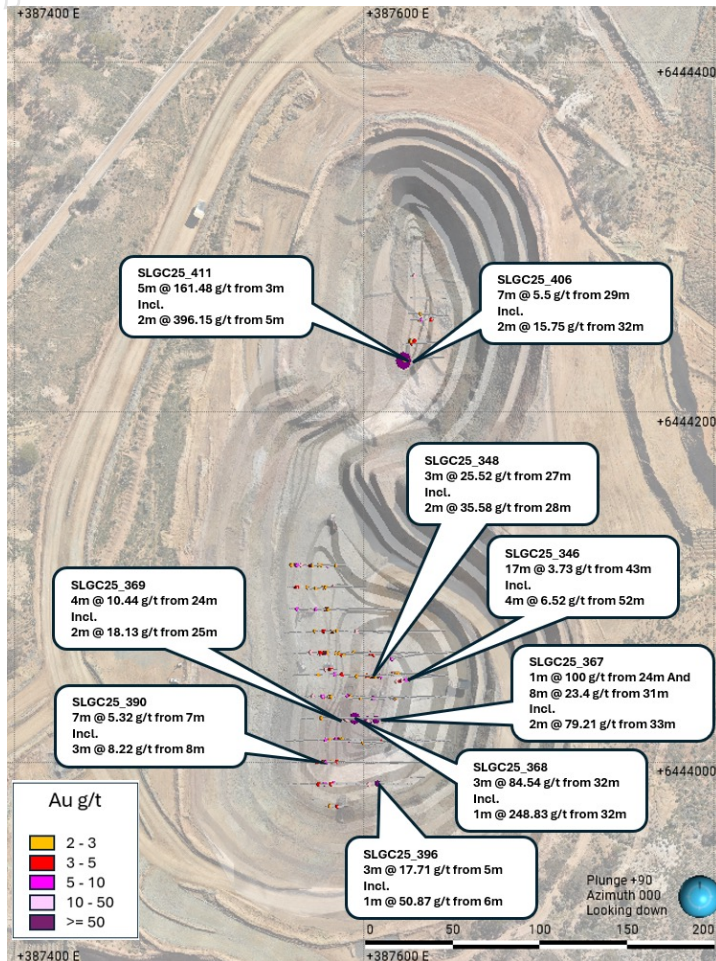 +387400 E
+387600 E
+6444400
SLGC25_411
5m @ 161.48 g/t from 3m
Incl.
2m @ 396.15 g/t from 5m
SLGC25_406
7m @ 5.5 g/t from 29m
Incl.
2m @ 15.75 g/t from 32m
+6444200
SLGC25_348
3m @ 25.52 g/t from 27m
Incl.
2m @ 35.58 g/t from 28m
SLGC25_346
17m @ 3.73 g/t from 43m
Incl.
4m @ 6.52 g/t from 52m
SLGC25_369
4m @ 10.44 g/t from 24m
Incl.
2m @ 18.13 g/t from 25m
SLGC25_367
1m @ 100 g/t from 24m And
8m @ 23.4 g/t from 31m
Incl.
2m @ 79.21 g/t from 33m
SLGC25_390
7m @ 5.32 g/t from 7m
Incl.
3m @ 8.22 g/t from 8m
SLGC25_368
3m @ 84.54 g/t from 32m
Incl.
1m @ 248.83 g/t from 32m
+6444000
SLGC25_396
3m @ 17.71 g/t from 5m
Incl.
1m @ 50.87 g/t from 6m
Au g/t
2 - 3
3 - 5
5 - 10
10 - 50
>= 50
Plunge +90
Azimuth 000
Looking down
0 50 100 150 200
+387400 E
+387600 E